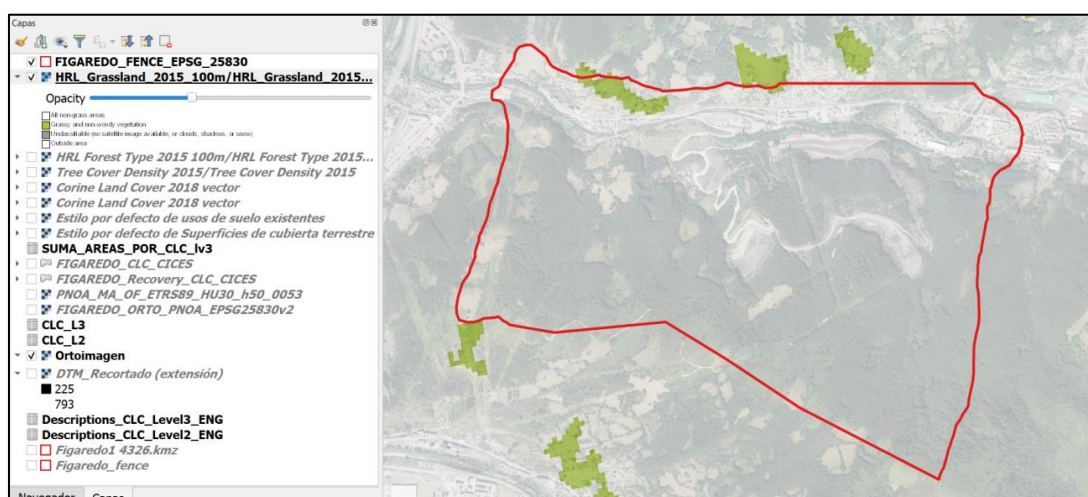 Capas
FIGAREDO_FENCE_EPSG_25830
HRL_Grassland_2015_100m/HRL_Grassland_2015...
Opacity
All non-grass areas
Grassy and non-woody vegetation
Unclassifiable (no satellite image available, or clouds, shadows, or snow)
Outside area
HRL Forest Type 2015 100m/HRL Forest Type 2015...
Tree Cover Density 2015/Tree Cover Density 2015
Corine Land Cover 2018 vector
Corine Land Cover 2018 vector
Estilo por defecto de usos de suelo existentes
Estilo por defecto de Superficies de cubierta terrestre
SUMA_AREAS_POR_CLC_lv3
FIGAREDO_CLC_CICES
FIGAREDO_Recovery_CLC_CICES
PNOA_MA_OF_ETRS89_HU30_h50_0053
FIGAREDO_ORTO_PNOA_EPSG25830v2
CLC_L3
CLC_L2
Ortoimagen
DTM_Recortado (extensión)
225
793
Descriptions_CLC_Level3_ENG
Descriptions_CLC_Level2_ENG
Figaredo1 4326.kmz
Figaredo_fence
Navegador Capas